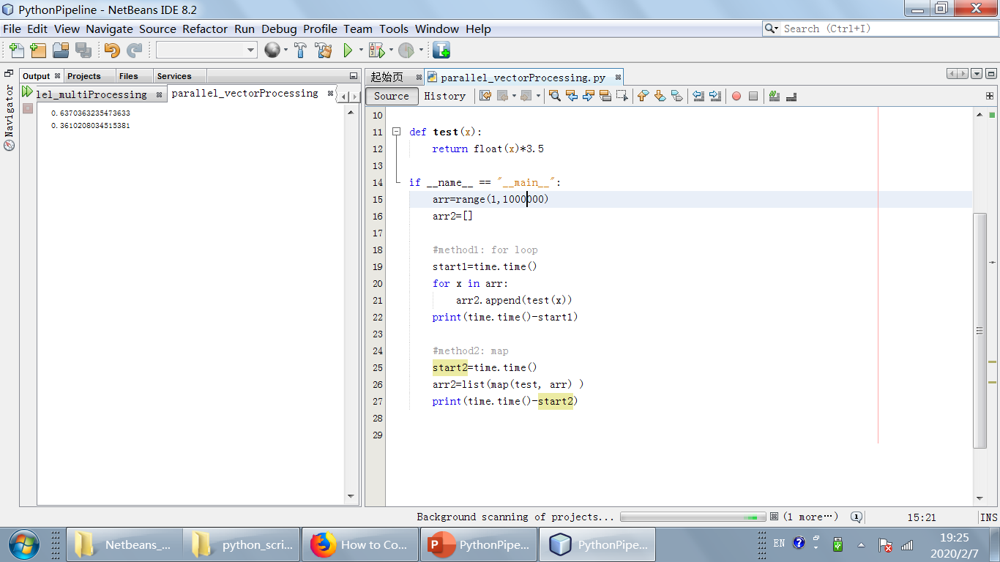 PythonPipeline - NetBeans IDE 8.2
File Edit View Navigate Source Refactor Run Debug Profile Team Tools Window Help
Search (Ctrl+I)
Output Projects Files Services
lel_multiProcessing parallel_vectorProcessing
0.6370363235473633
0.3610208034515381
Navigator
起始页 parallel_vectorProcessing.py
Source History
10
11 def test(x):
12 return float(x)*3.5
13
14 if __name__ == "__main__":
15 arr=range(1,1000000)
16 arr2=[]
17
18 #method1: for loop
19 start1=time.time()
20 for x in arr:
21 arr2.append(test(x))
22 print(time.time()-start1)
23
24 #method2: map
25 start2=time.time()
26 arr2=list(map(test, arr) )
27 print(time.time()-start2)
28
29
Background scanning of projects... (1 more…) 1 15:21 INS
Netbeans_... python_scri... How to Co... PythonPipe... PythonPipe...
EN
19:25
2020/2/7